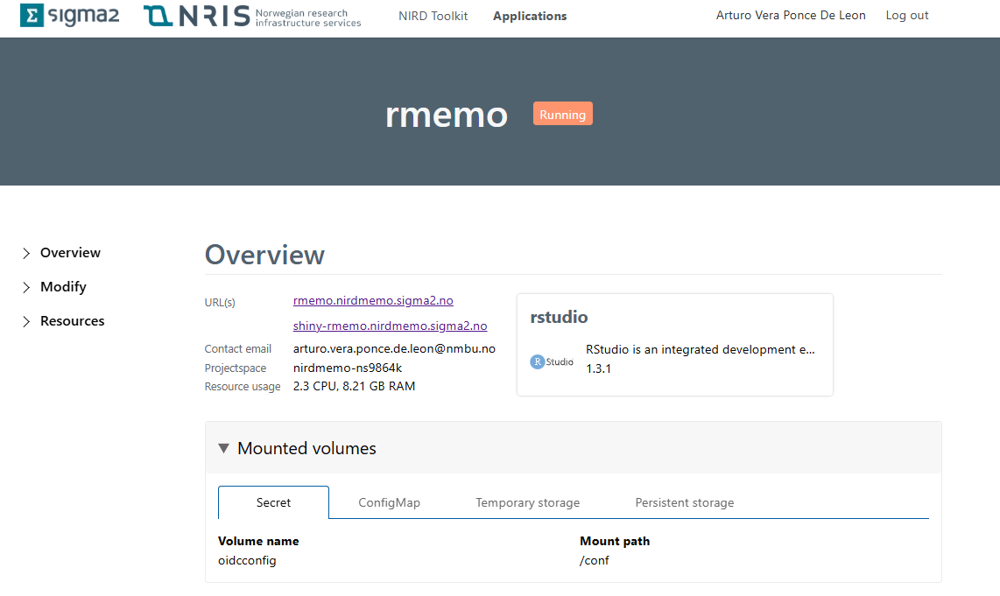 sigma2 NRIS Norwegian research infrastructure services NIRD Toolkit Applications Arturo Vera Ponce De Leon Log out
rmemo Running
Overview
Modify
Resources
Overview
URL(s) rmemo.nirdmemo.sigma2.no
shiny-rmemo.nirdmemo.sigma2.no
Contact email arturo.vera.ponce.de.leon@nmbu.no
Projectspace nirdmemo-ns9864k
Resource usage 2.3 CPU, 8.21 GB RAM
rstudio
R Studio RStudio is an integrated development e...
1.3.1
Mounted volumes
Secret ConfigMap Temporary storage Persistent storage
Volume name Mount path
oidcconfig /conf